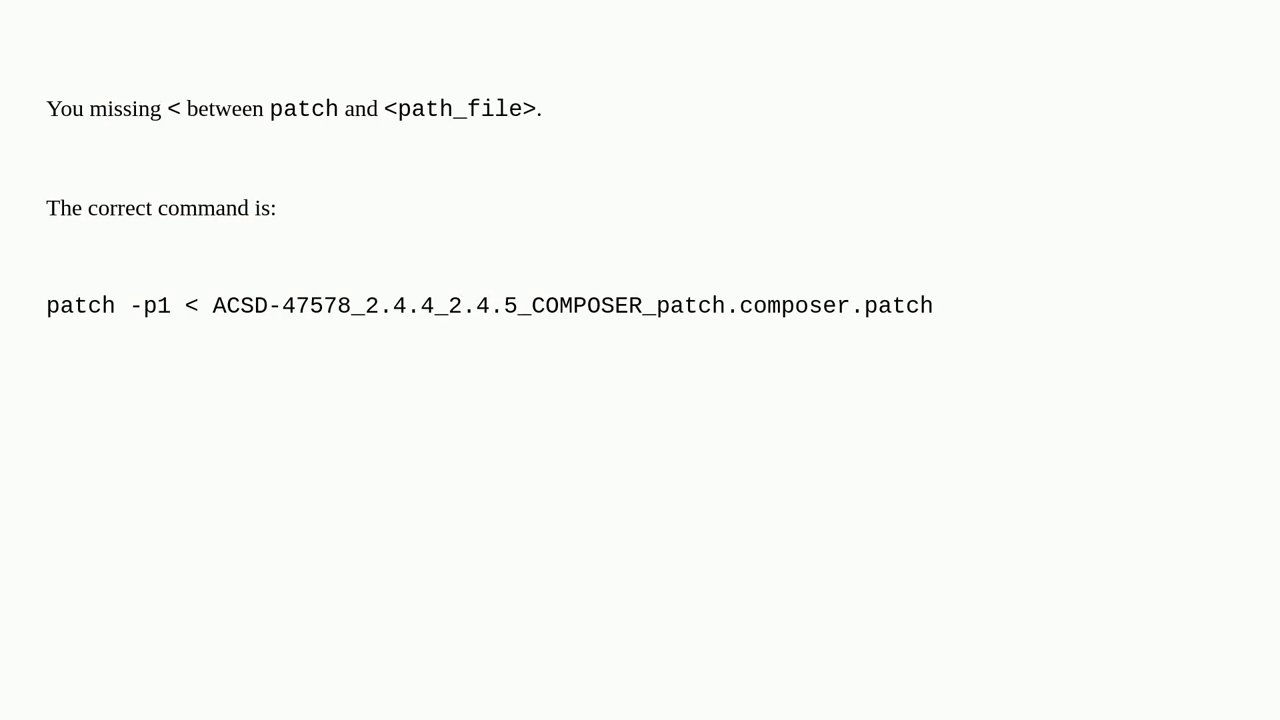 You missing < between patch and <path_file>.
The correct command is:
patch -p1 < ACSD-47578_2.4.4_2.4.5_COMPOSER_patch.composer.patch